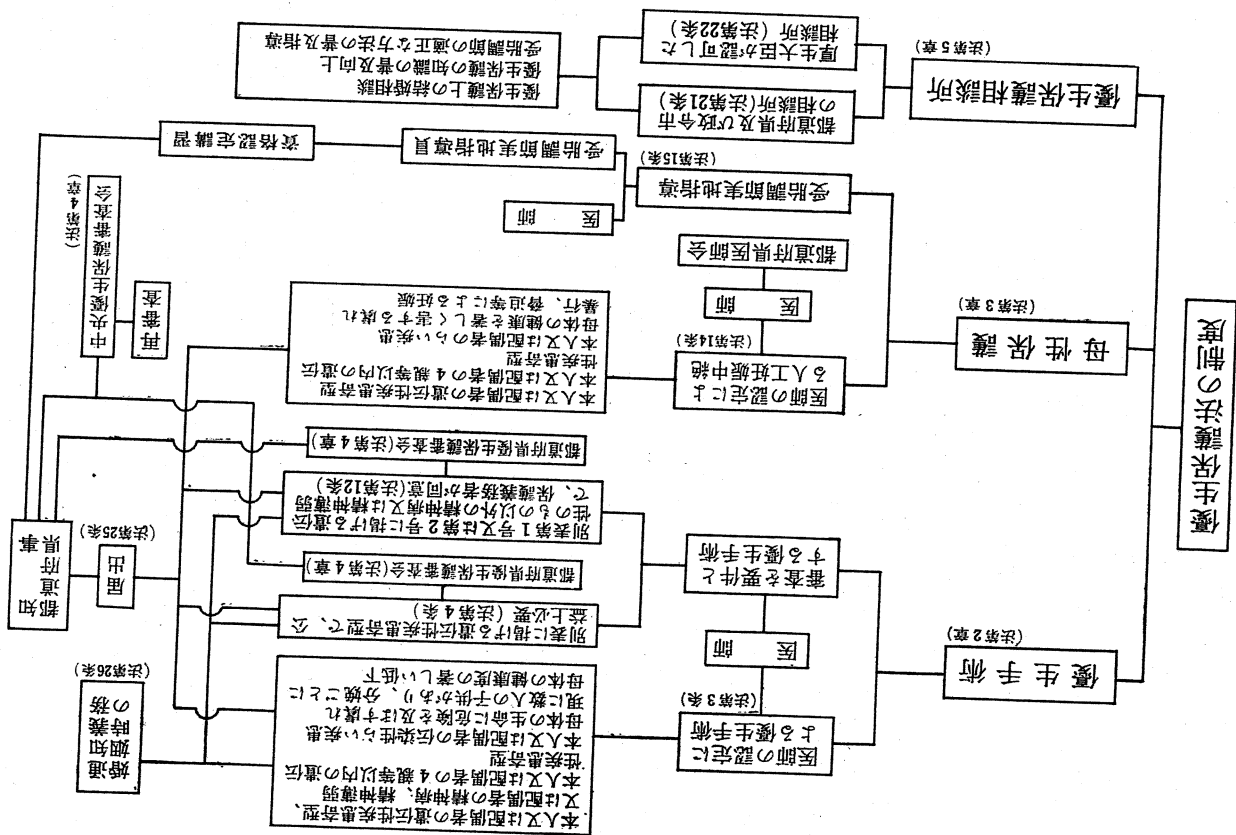 優生保護法の制度
優生手術
(法第2章)
医師の認定に
よる優生手術
(法第3条)
本人又は配偶者の遺伝性疾患奇型、
又は配偶者の精神病、精神薄弱
本人又は配偶者の4親等以内の遺伝
性疾患奇型
本人又は配偶者の伝染性らい疾患
母体の生命に危険を及ぼす虞れ
現に数人の子供があり、分娩ごとに
母体の健康度の著しい低下
婚姻時
通知義務
の
(法第26条)
医師
審査を要件と
する優生手術
別表に掲げる遺伝性疾患奇型で、公
益上必要(法第4条)
都道府県優生保護審査会(法第4章)
別表第1号又は第2号に掲げる遺伝
性のもの以外の精神病又は精神薄弱
で、保護義務者が同意(法第12条)
都道府県優生保護審査会(法第4章)
届出
(法第25条)
都道府
県知事
母性保護
(法第3章)
医師の認定によ
る人工妊娠中絶
(法第14条)
本人又は配偶者の遺伝性疾患奇型
本人又は配偶者の4親等以内の遺伝
性疾患奇型
本人又は配偶者のらい疾患
母体の健康を著しく害する虞れ
暴行、脅迫等による妊娠
医師
都道府県医師会
再審査
中央優生保護審査会
(法第4章)
受胎調節実地指導
(法第15条)
医師
受胎調節実地指導員
資格認定講習
優生保護相談所
(法第5章)
都道府県及び政令市
の相談所(法第21条)
厚生大臣が認可した
相談所(法第22条)
優生保護上の結婚相談
優生保護の知識の普及向上
受胎調節の適正な方法の普及指導